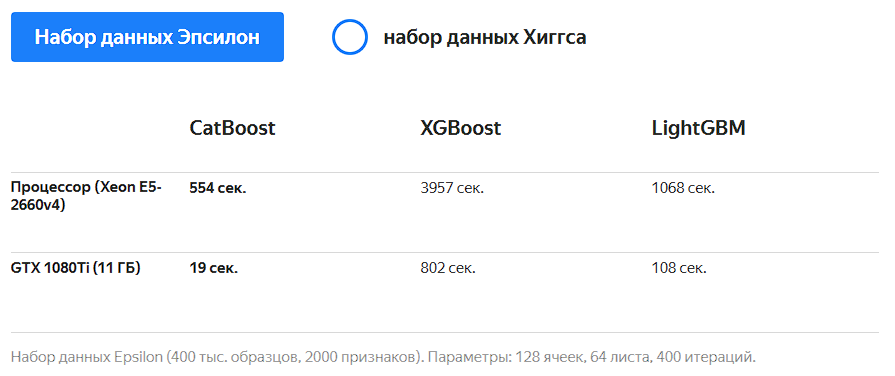 Набор данных Эпсилон
набор данных Хиггса
CatBoost XGBoost LightGBM
Процессор (Xeon E5-
2660v4) 554 сек. 3957 сек. 1068 сек.
GTX 1080Ti (11 ГБ) 19 сек. 802 сек. 108 сек.
Набор данных Epsilon (400 тыс. образцов, 2000 признаков). Параметры: 128 ячеек, 64 листа, 400 итераций.